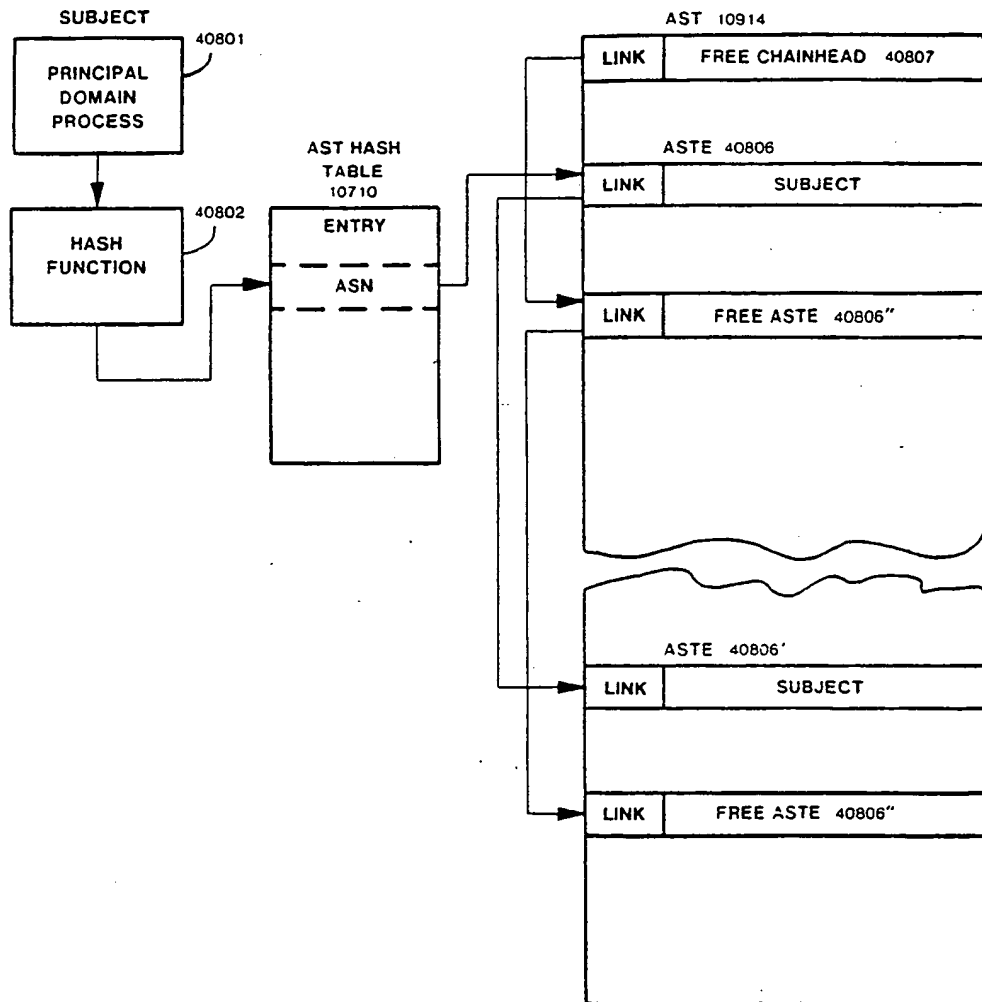 SUBJECT
40801
PRINCIPAL
DOMAIN
PROCESS
40802
HASH
FUNCTION
AST HASH
TABLE
10710
ENTRY
ASN
AST 10914
LINK FREE CHAINHEAD 40807
ASTE 40806
LINK SUBJECT
LINK FREE ASTE 40806"
ASTE 40806'
LINK SUBJECT
LINK FREE ASTE 40806"